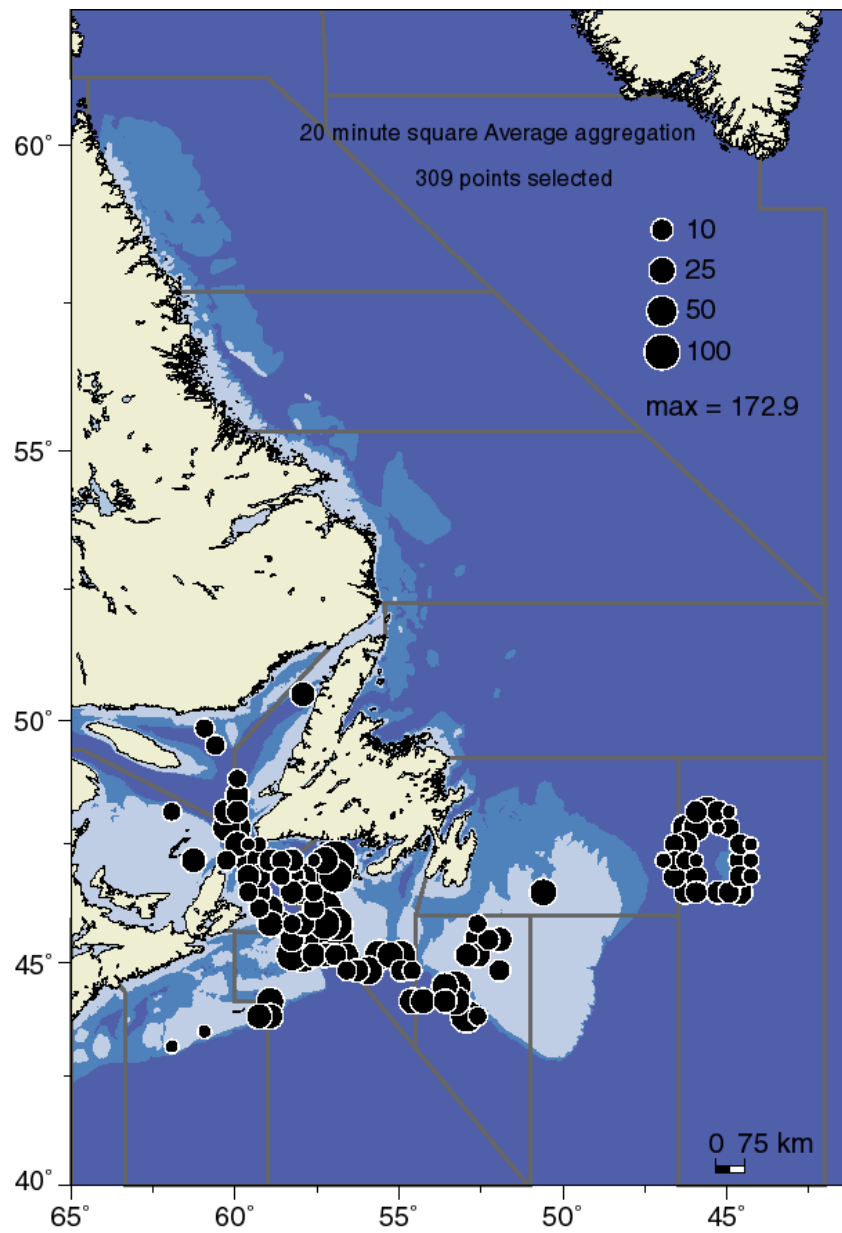 20 minute square Average aggregation
309 points selected
10
25
50
100
max = 172.9
60°
55°
50°
45°
40°
0 75 km
65° 60° 55° 50° 45°